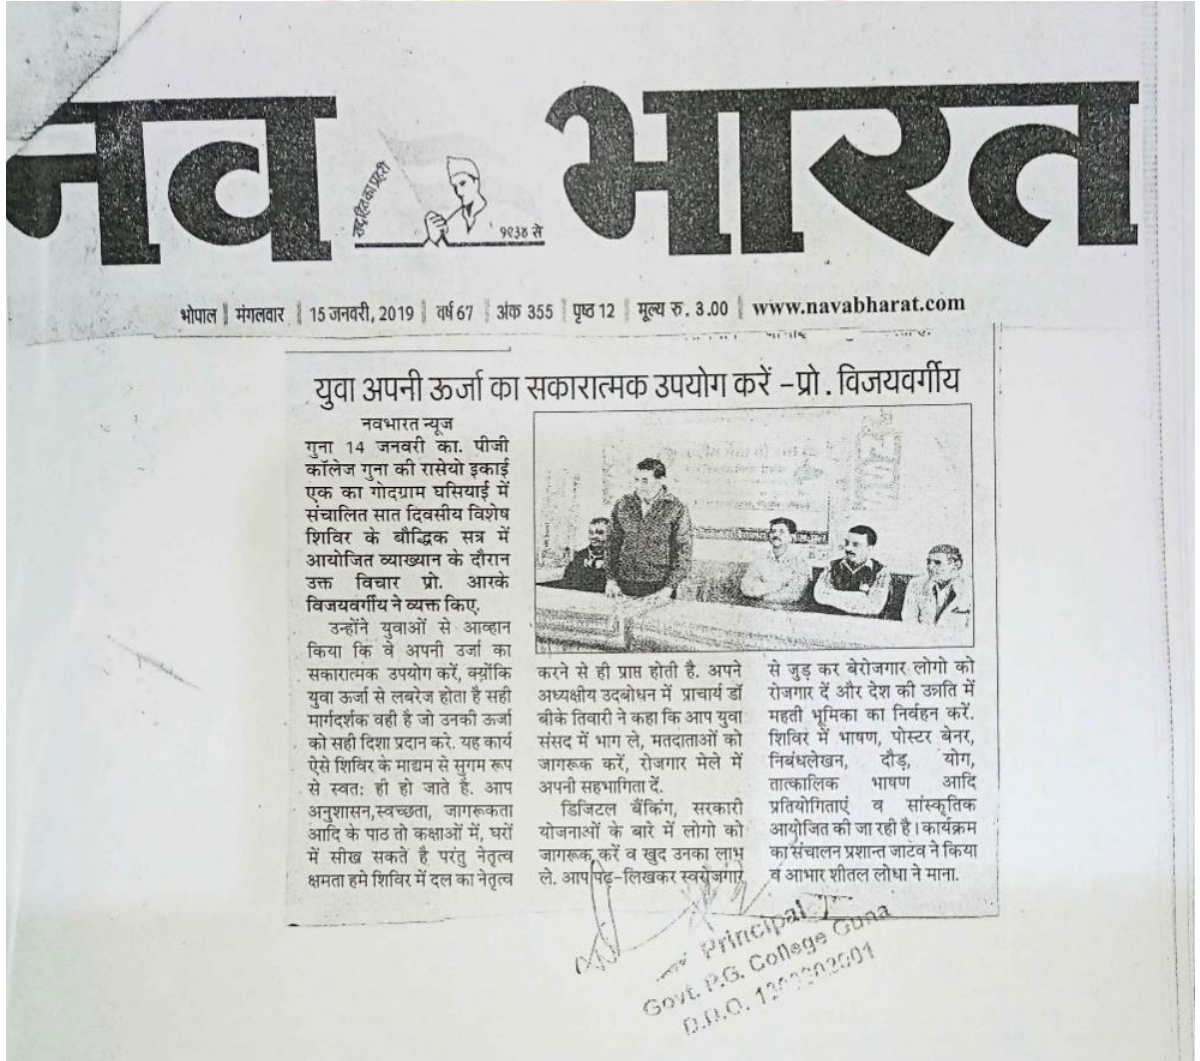 नव भारत
१९३४ से
भोपाल | मंगलवार | 15 जनवरी, 2019 | वर्ष 67 | अंक 355 | पृष्ठ 12 | मूल्य रु. 3.00 | www.navabharat.com
युवा अपनी ऊर्जा का सकारात्मक उपयोग करें -प्रो. विजयवर्गीय
नवभारत न्यूज
गुना 14 जनवरी का. पीजी
कॉलेज गुना की रासेयो इकाई
एक का गोदग्राम घसियाई में
संचालित सात दिवसीय विशेष
शिविर के बौद्धिक सत्र में
आयोजित व्याख्यान के दौरान
उक्त विचार प्रो. आरके
विजयवर्गीय ने व्यक्त किए.
उन्होंने युवाओं से आव्हान
किया कि वे अपनी उर्जा का
सकारात्मक उपयोग करें, क्योंकि
युवा ऊर्जा से लबरेज होता है सही
मार्गदर्शक वही है जो उनकी ऊर्जा
को सही दिशा प्रदान करे. यह कार्य
ऐसे शिविर के माद्यम से सुगम रूप
से स्वतः ही हो जाते है. आप
अनुशासन,स्वच्छता, जागरूकता
आदि के पाठ तो कक्षाओं में, घरों
में सीख सकते है परंतु नेतृत्व
क्षमता हमे शिविर में दल का नेतृत्व
करने से ही प्राप्त होती है. अपने
अध्यक्षीय उदबोधन में प्राचार्य डॉ
बीके तिवारी ने कहा कि आप युवा
संसद में भाग ले, मतदाताओं को
जागरूक करें, रोजगार मेले में
अपनी सहभागिता दें.
डिजिटल बैंकिंग, सरकारी
योजनाओं के बारे में लोगो को
जागरूक करें व खुद उनका लाभ
ले. आप पढ़-लिखकर स्वरोजगार
से जुड़ कर बेरोजगार लोगो को
रोजगार दें और देश की उन्नति में
महती भूमिका का निर्वहन करें.
शिविर में भाषण, पोस्टर बेनर,
निबंधलेखन, दौड़, योग,
तात्कालिक भाषण आदि
प्रतियोगिताएं व सांस्कृतिक
आयोजित की जा रही है। कार्यक्रम
का संचालन प्रशान्त जाटव ने किया
व आभार शीतल लोधा ने माना.
Principal
Govt. P.G. College Guna
D.D.O.